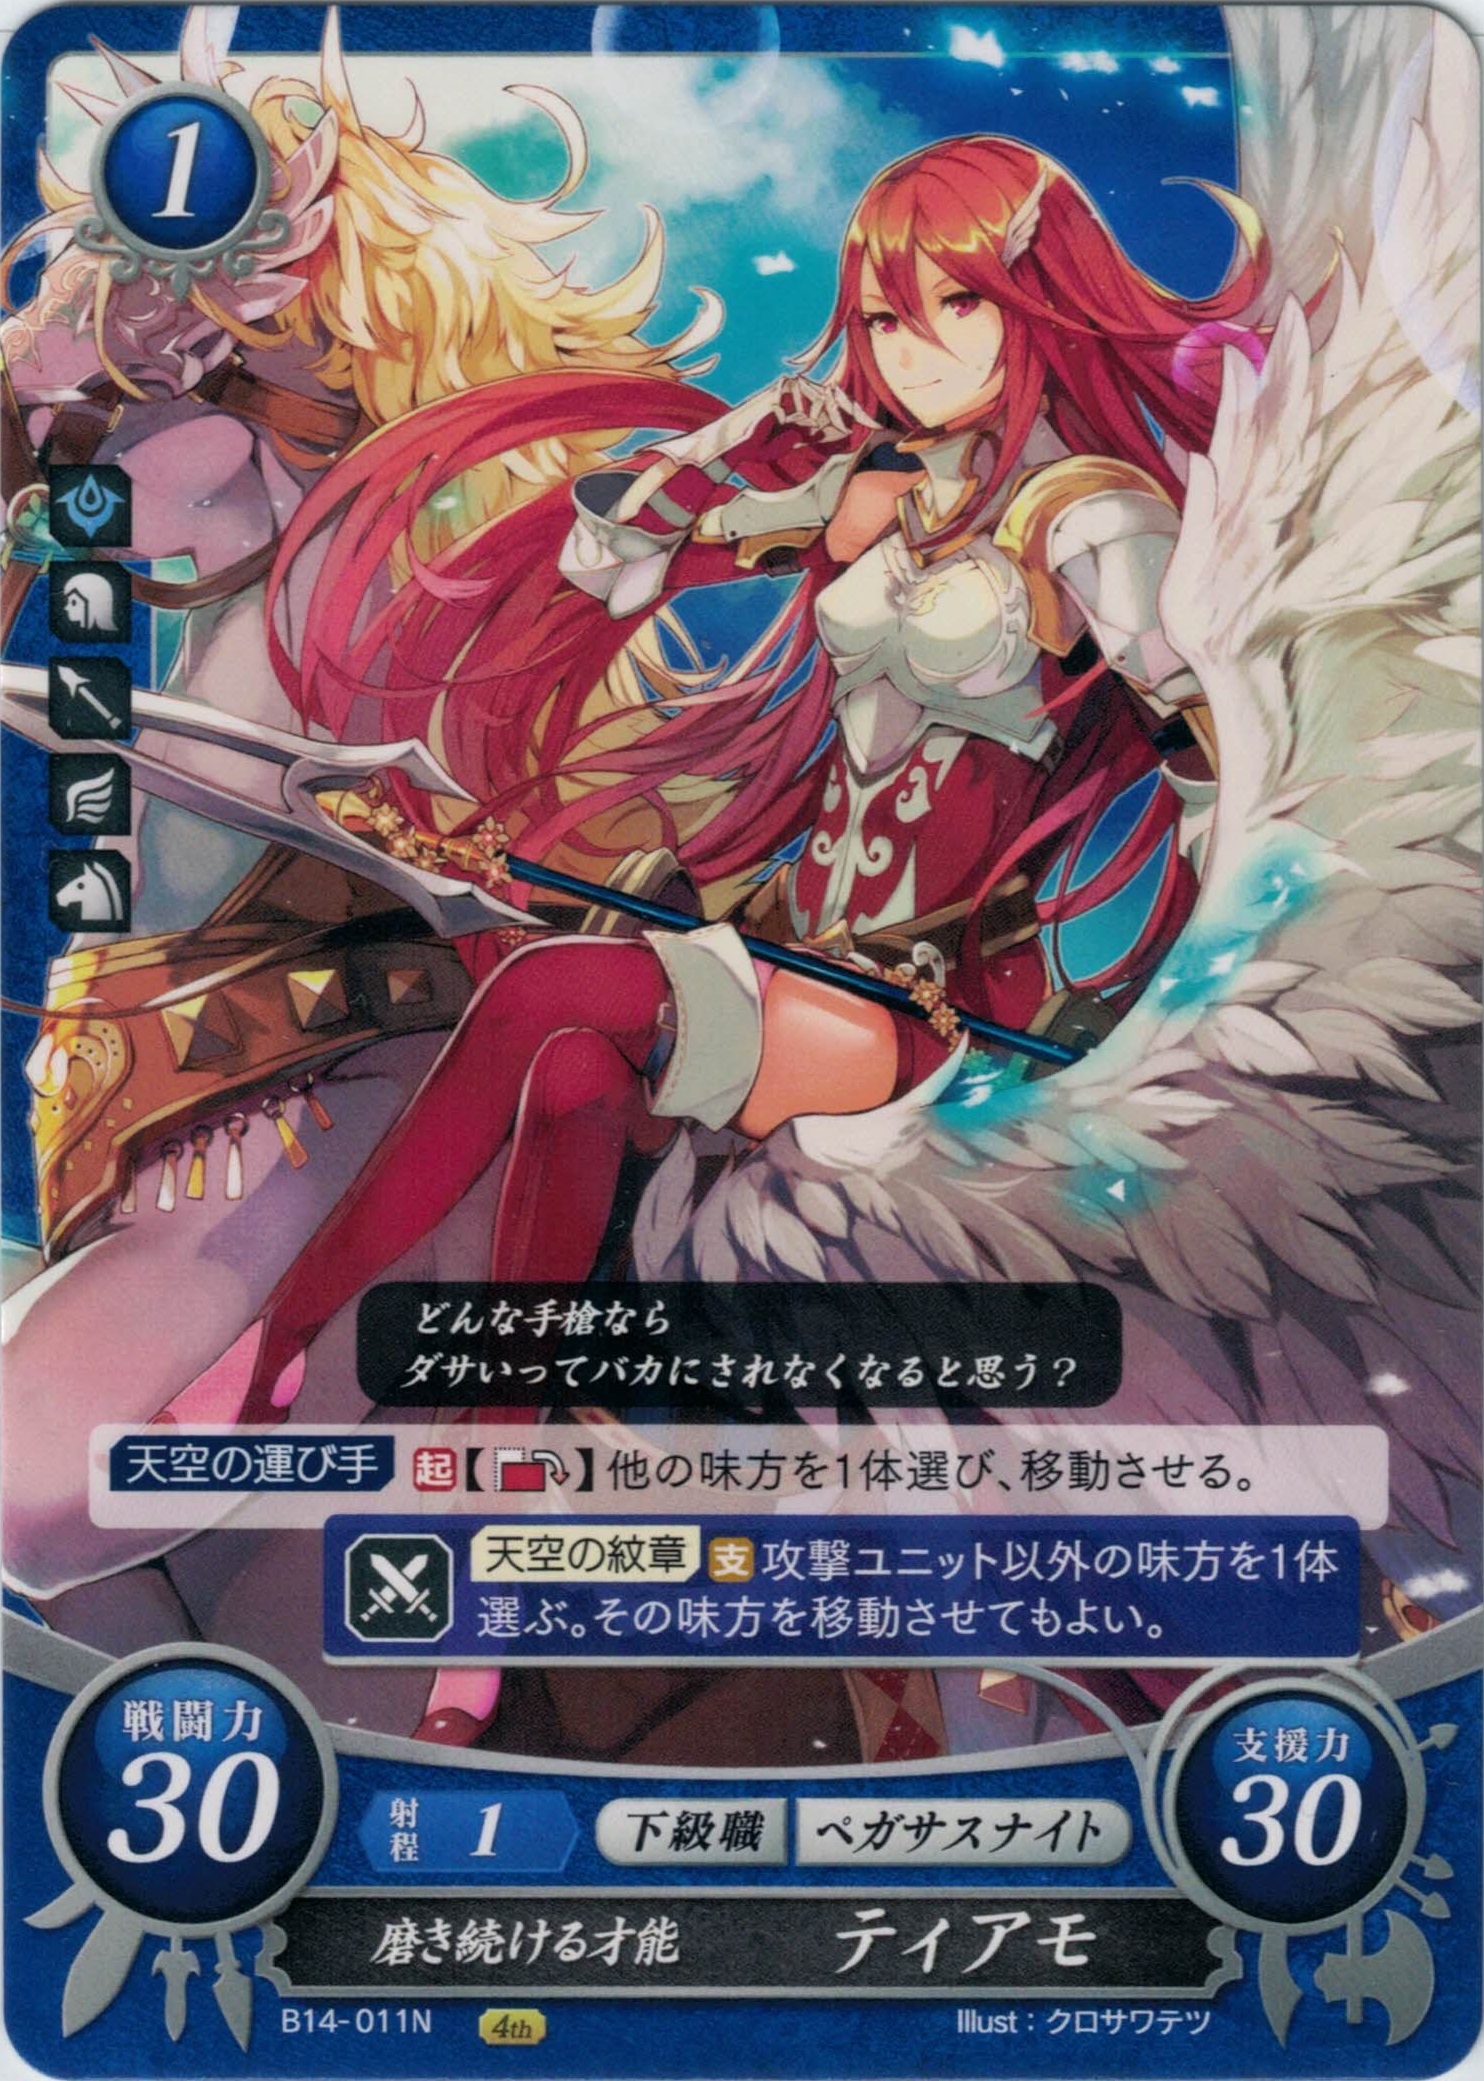 1
どんな手槍なら
ダサいってバカにされなくなると思う?
天空の運び手 起【】他の味方を1体選び、移動させる。
天空の紋章 支 攻撃ユニット以外の味方を1体
選ぶ。その味方を移動させてもよい。
戦闘力
30
射程 1
下級職
ペガサスナイト
支援力
30
磨き続ける才能 ティアモ
B14-011N 4th Illust:クロサワテツ